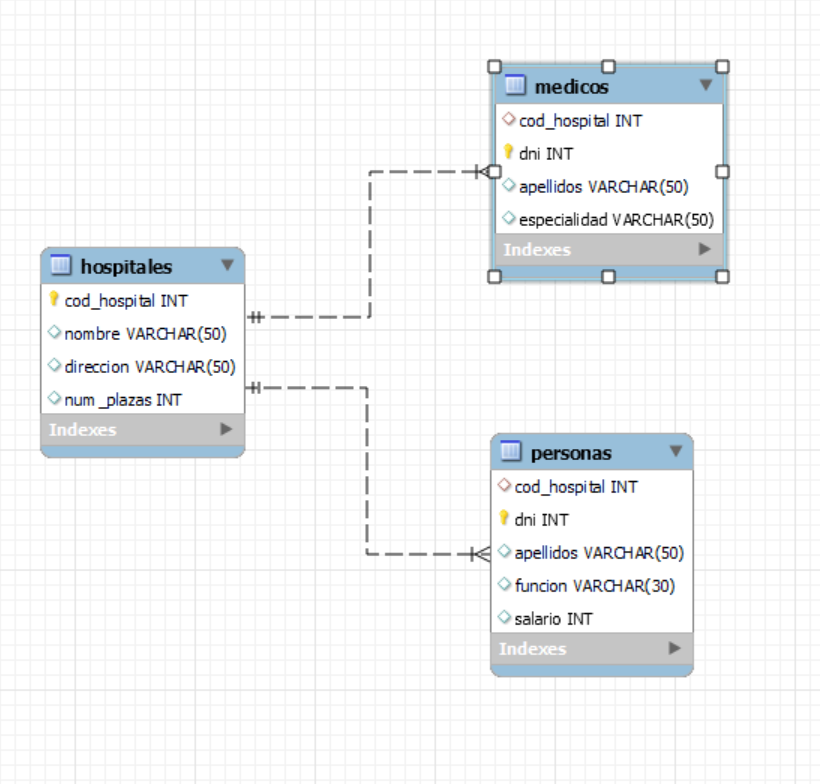 medicos
cod_hospital INT
dni INT
apellidos VARCHAR(50)
especialidad VARCHAR(50)
Indexes
hospitales
cod_hospital INT
nombre VARCHAR(50)
direccion VARCHAR(50)
num _plazas INT
Indexes
personas
cod_hospital INT
dni INT
apellidos VARCHAR(50)
funcion VARCHAR(30)
salario INT
Indexes